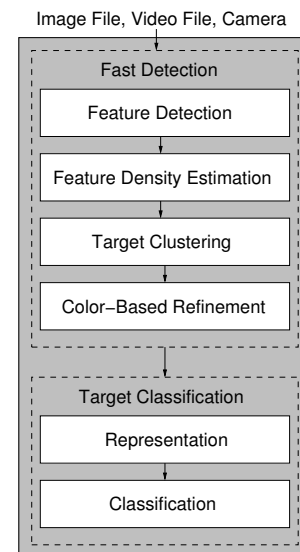 Image File, Video File, Camera
Fast Detection
Feature Detection
Feature Density Estimation
Target Clustering
Color−Based Refinement
Target Classification
Representation
Classification